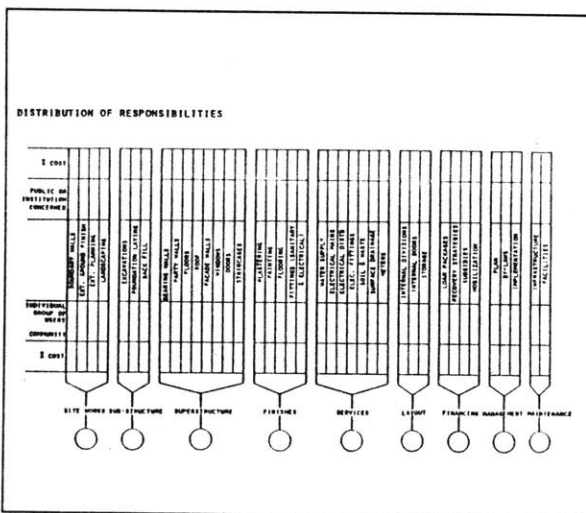 DISTRIBUTION OF RESPONSIBILITIES
% COST
PUBLIC OR
INSTITUTION
CONCERNED
BOUNDARY WALLS
EXT. GROUND FINISH
EXT. PLANNING
LANDSCAPING
EXCAVATIONS
FOUNDATION LAYING
BACK FILL
BEARING WALLS
PARTY WALLS
FLOORS
ROOF
FACADE WALLS
WINDOWS
DOORS
STAIRCASES
PLASTERING
PAINTING
FLOORING
FITTINGS (SANITARY
& ELECTRICAL)
WATER SUPPLY
ELECTRICAL MAINS
ELECTRICAL DISTB
ELEC. FITTINGS
SOIL & WASTE
SURFACE DRAINAGE
METERS
INTERNAL DIVISIONS
INTERNAL DOORS
STORAGE
LOAN PACKAGES
RECOVERY STRATEGIES
SUBSIDIES
MOBILIZATION
PLAN
BY-LAWS
IMPLEMENTATION
INFRASTRUCTURE
FACILITIES
INDIVIDUAL
GROUP OF
USERS
COMMUNITY
% COST
SITE WORKS SUB-STRUCTURE SUPERSTRUCTURE FINISHES SERVICES LAYOUT FINANCING MANAGEMENT MAINTENANCE